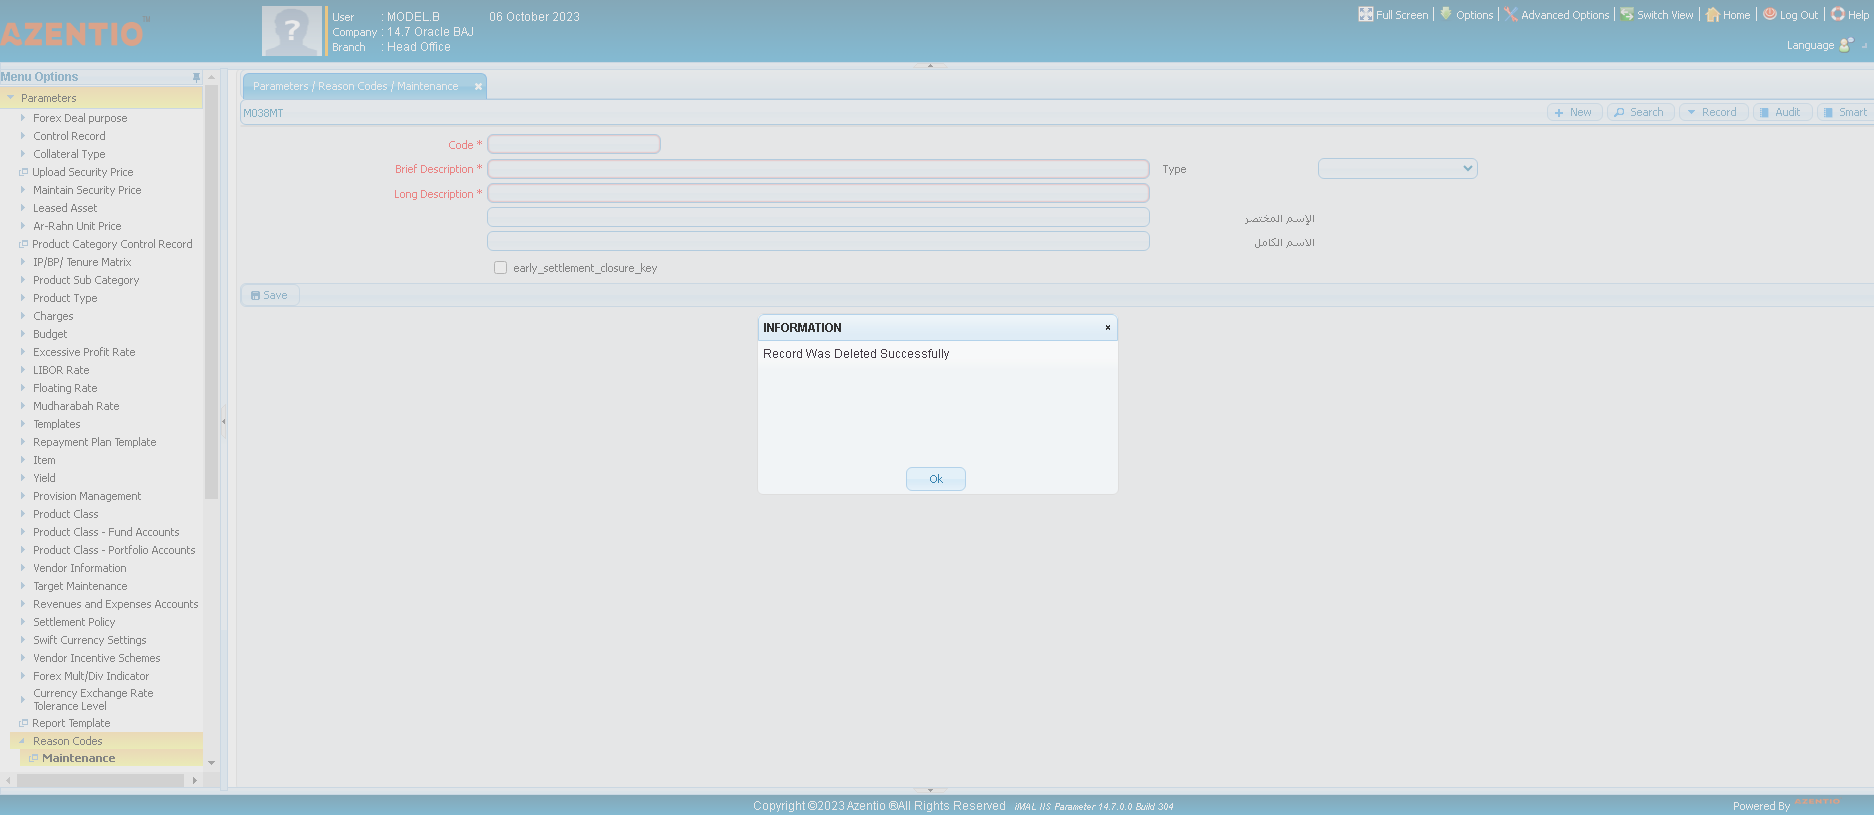 AZENTIO™
User : MODEL.B 06 October 2023
Company : 14.7 Oracle BAJ
Branch : Head Office
Full Screen Options Advanced Options Switch View Home Log Out Help
Language
Menu Options
Parameters
Forex Deal purpose
Control Record
Collateral Type
Upload Security Price
Maintain Security Price
Leased Asset
Ar-Rahn Unit Price
Product Category Control Record
IP/BP/ Tenure Matrix
Product Sub Category
Product Type
Charges
Budget
Excessive Profit Rate
LIBOR Rate
Floating Rate
Mudharabah Rate
Templates
Repayment Plan Template
Item
Yield
Provision Management
Product Class
Product Class - Fund Accounts
Product Class - Portfolio Accounts
Vendor Information
Target Maintenance
Revenues and Expenses Accounts
Settlement Policy
Swift Currency Settings
Vendor Incentive Schemes
Forex Mult/Div Indicator
Currency Exchange Rate
Tolerance Level
Report Template
Reason Codes
Maintenance
Parameters / Reason Codes / Maintenance
M038MT
New Search Record Audit Smart
Code *
Brief Description * Type
Long Description *
الإسم المختصر
الاسم الكامل
early_settlement_closure_key
Save
INFORMATION
Record Was Deleted Successfully
Ok
Copyright ©2023 Azentio ®All Rights Reserved iMAL IIS Parameter 14.7.0.0 Build 304
Powered By AZENTIO